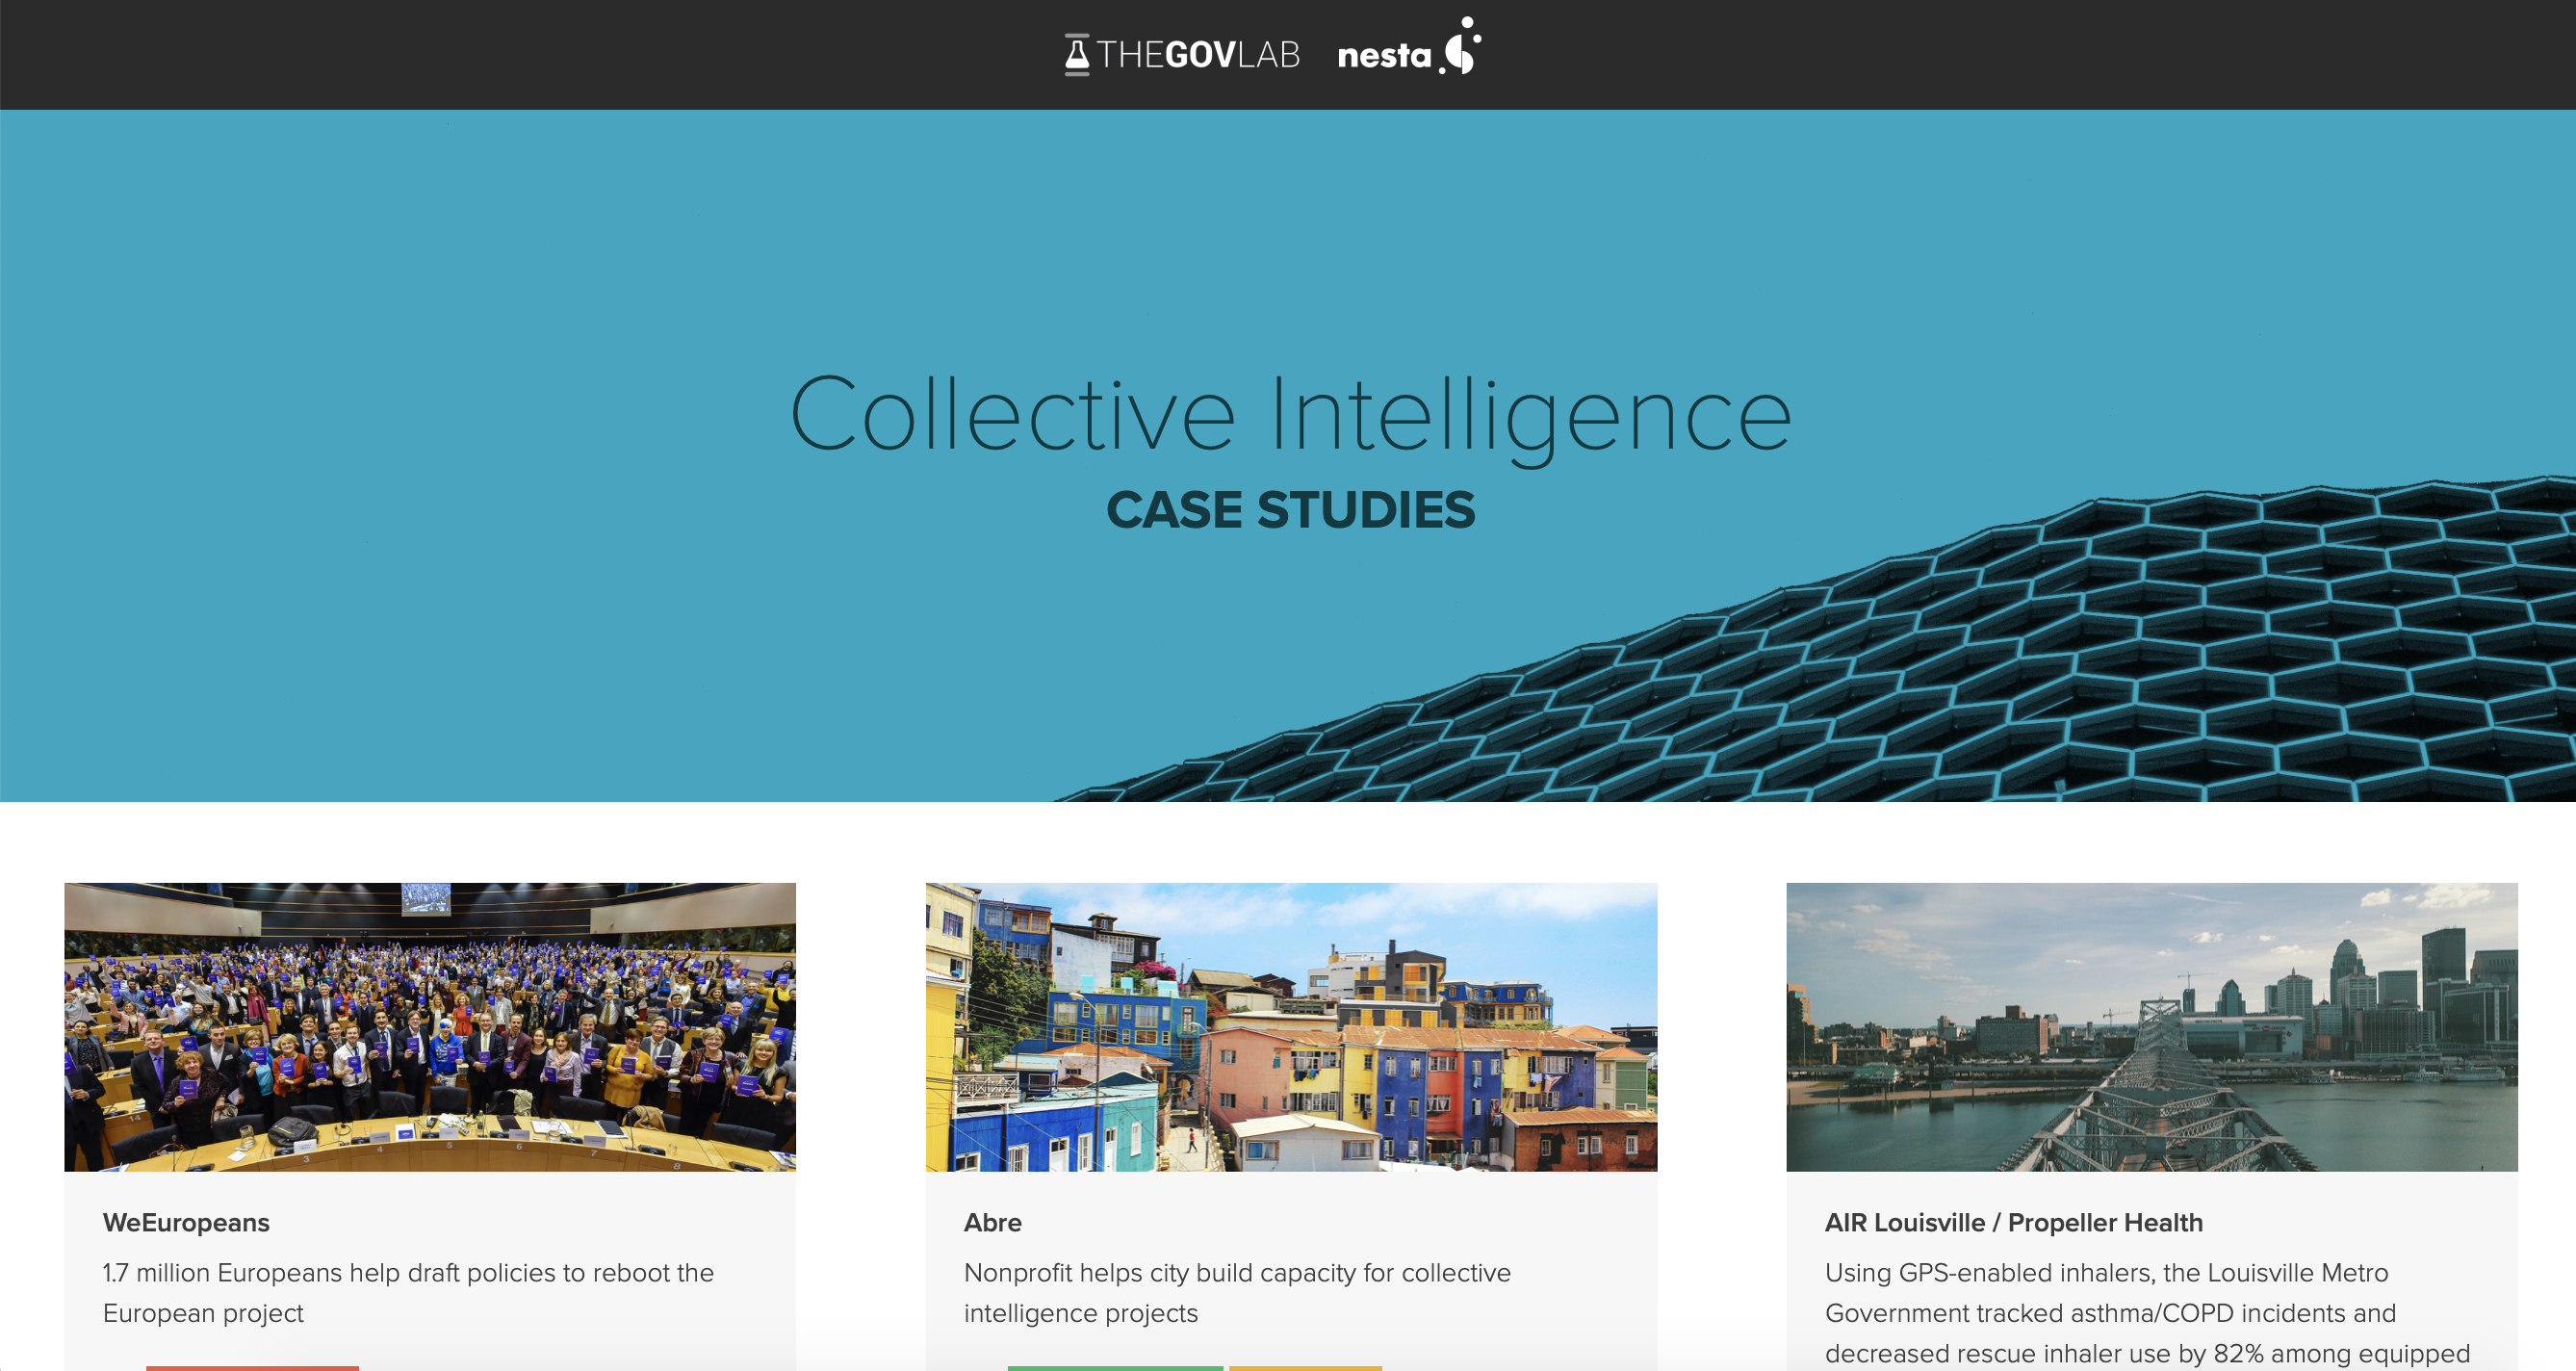 THEGOVLAB nesta
Collective Intelligence
CASE STUDIES
WeEuropeans
1.7 million Europeans help draft policies to reboot the
European project
Abre
Nonprofit helps city build capacity for collective
intelligence projects
AIR Louisville / Propeller Health
Using GPS-enabled inhalers, the Louisville Metro
Government tracked asthma/COPD incidents and
decreased rescue inhaler use by 82% among equipped